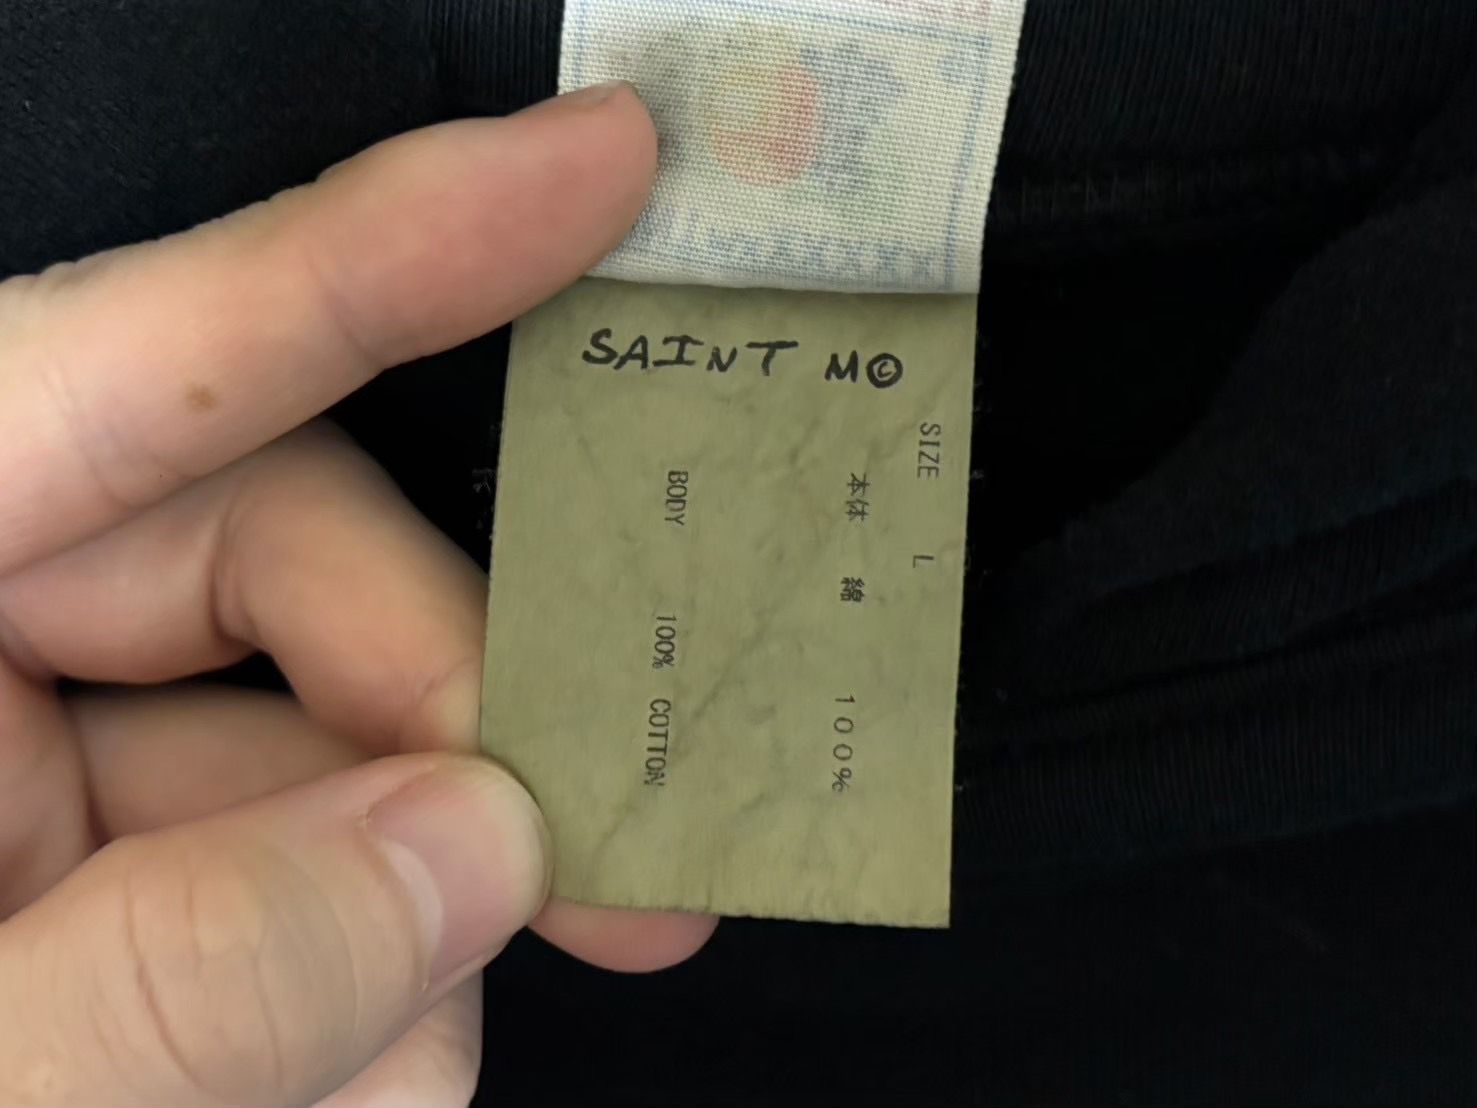 SAINT M©
SIZE L
本体 綿 100%
BODY 100% COTTON